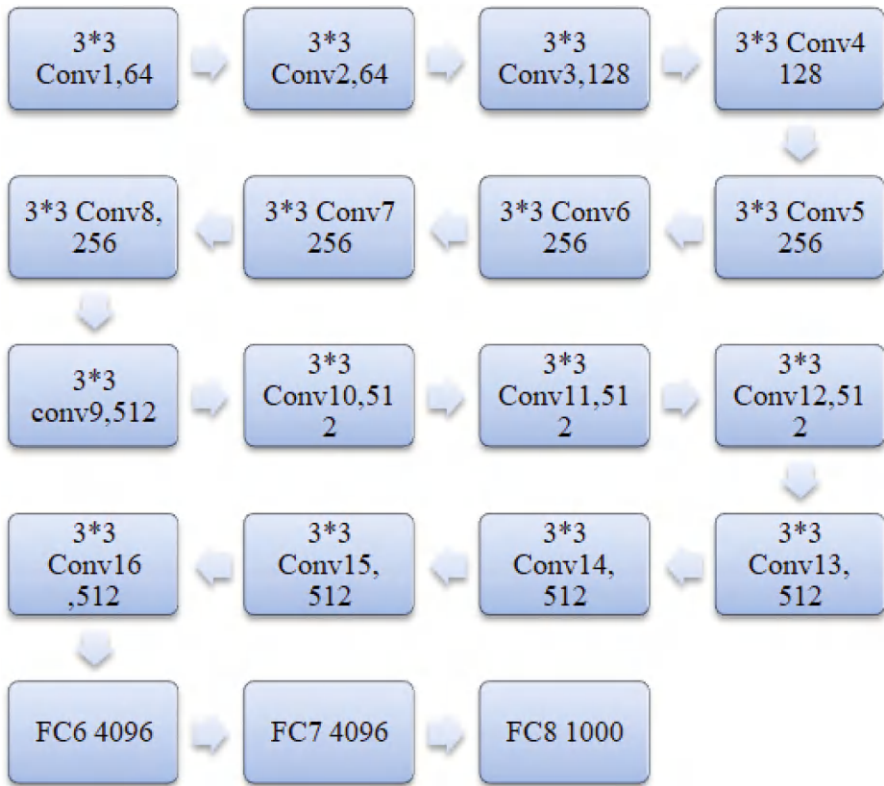 3*3
Conv1,64
3*3
Conv2,64
3*3
Conv3,128
3*3 Conv4
128
3*3 Conv5
256
3*3 Conv6
256
3*3 Conv7
256
3*3 Conv8,
256
3*3
conv9,512
3*3
Conv10,51
2
3*3
Conv11,51
2
3*3
Conv12,51
2
3*3
Conv13,
512
3*3
Conv14,
512
3*3
Conv15,
512
3*3
Conv16
,512
FC6 4096
FC7 4096
FC8 1000